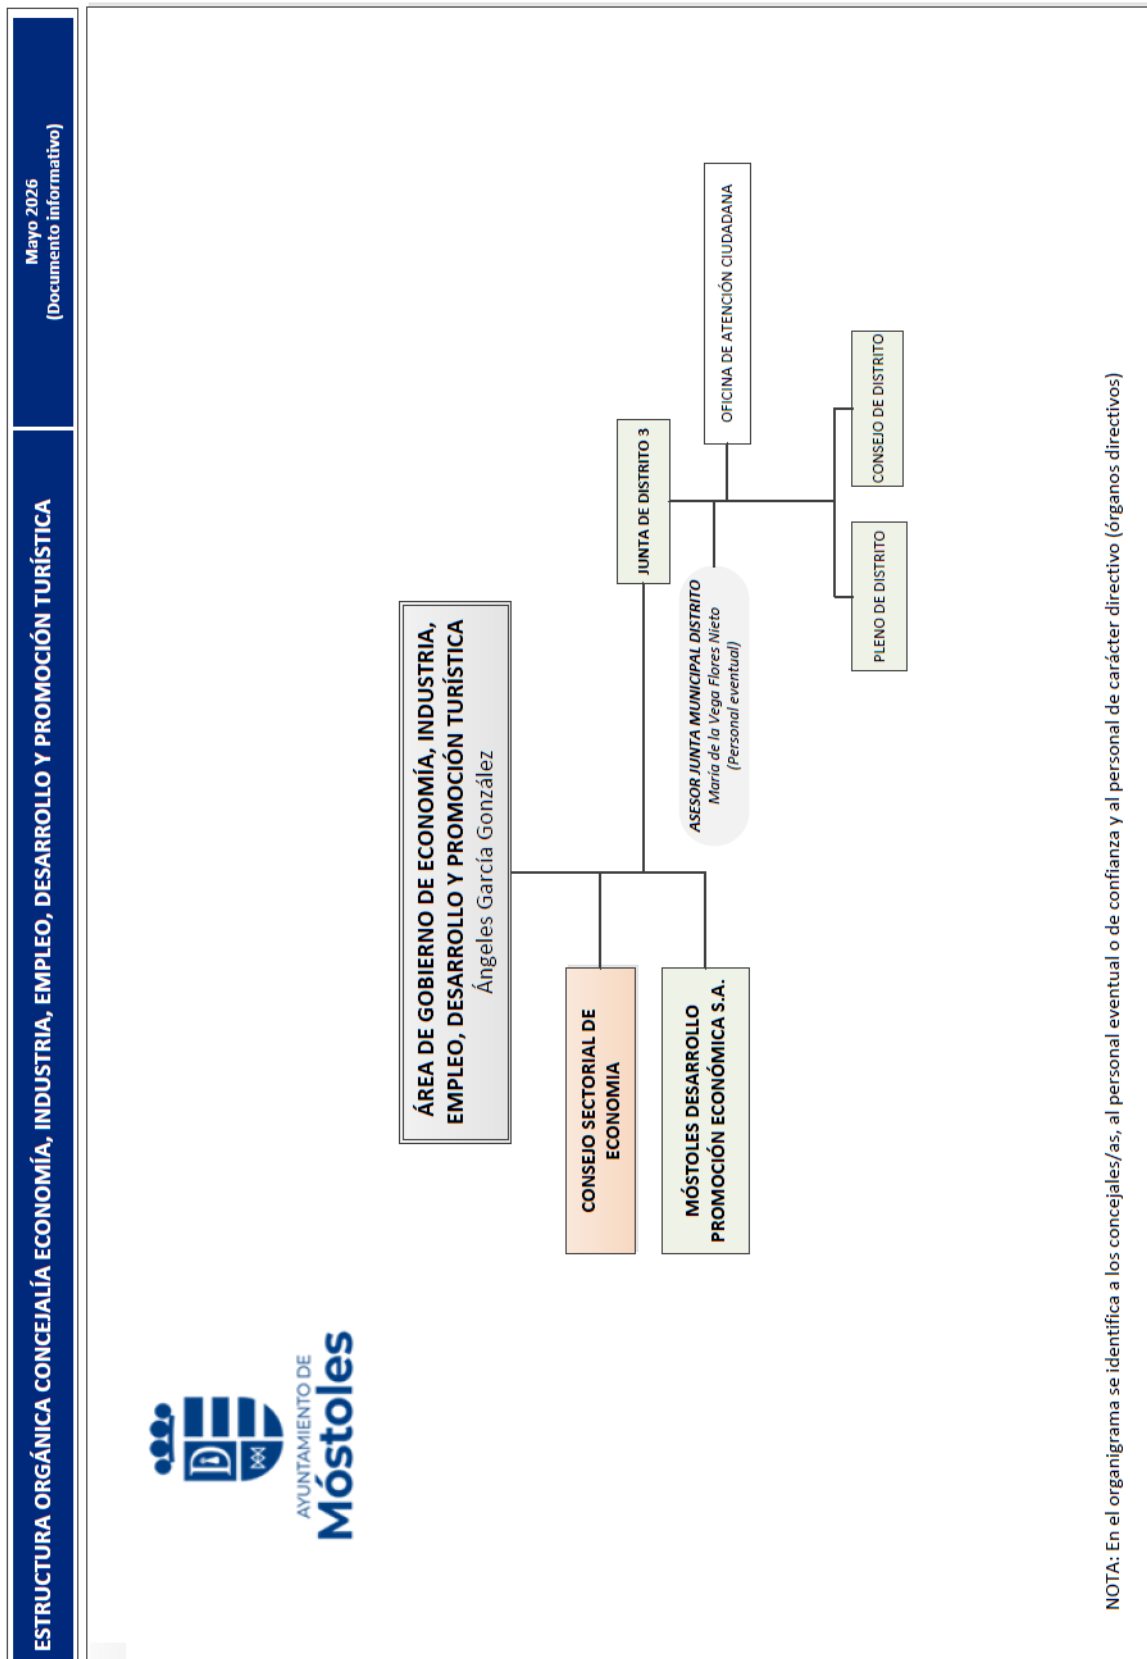 ESTRUCTURA ORGÁNICA CONCEJALÍA ECONOMÍA, INDUSTRIA, EMPLEO, DESARROLLO Y PROMOCIÓN TURÍSTICA
Mayo 2026
(Documento informativo)
AYUNTAMIENTO DE
Móstoles
ÁREA DE GOBIERNO DE ECONOMÍA, INDUSTRIA,
EMPLEO, DESARROLLO Y PROMOCIÓN TURÍSTICA
Ángeles García González
CONSEJO SECTORIAL DE
ECONOMIA
MÓSTOLES DESARROLLO
PROMOCIÓN ECONÓMICA S.A.
JUNTA DE DISTRITO 3
ASESOR JUNTA MUNICIPAL DISTRITO
María de la Vega Flores Nieto
(Personal eventual)
OFICINA DE ATENCIÓN CIUDADANA
PLENO DE DISTRITO
CONSEJO DE DISTRITO
NOTA: En el organigrama se identifica a los concejales/as, al personal eventual o de confianza y al personal de carácter directivo (órganos directivos)